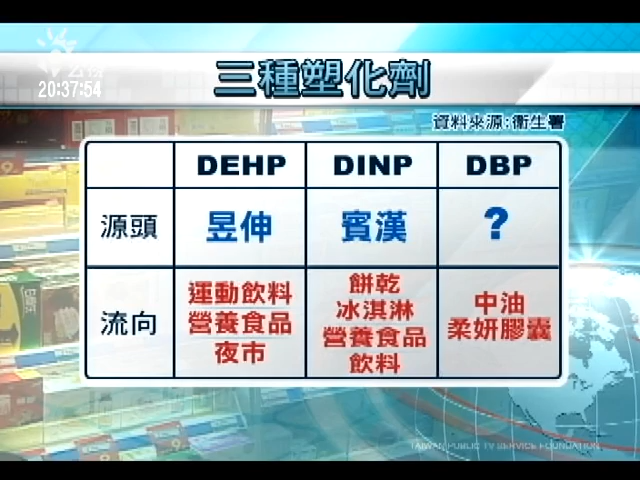 公視
20:37:54
三種塑化劑
資料來源:衛生署
DEHP DINP DBP
源頭 昱伸 賓漢 ?
流向
運動飲料
營養食品
夜市
餅乾
冰淇淋
營養食品
飲料
中油
柔妍膠囊
TAIWAN PUBLIC TV SERVICE FOUNDATION